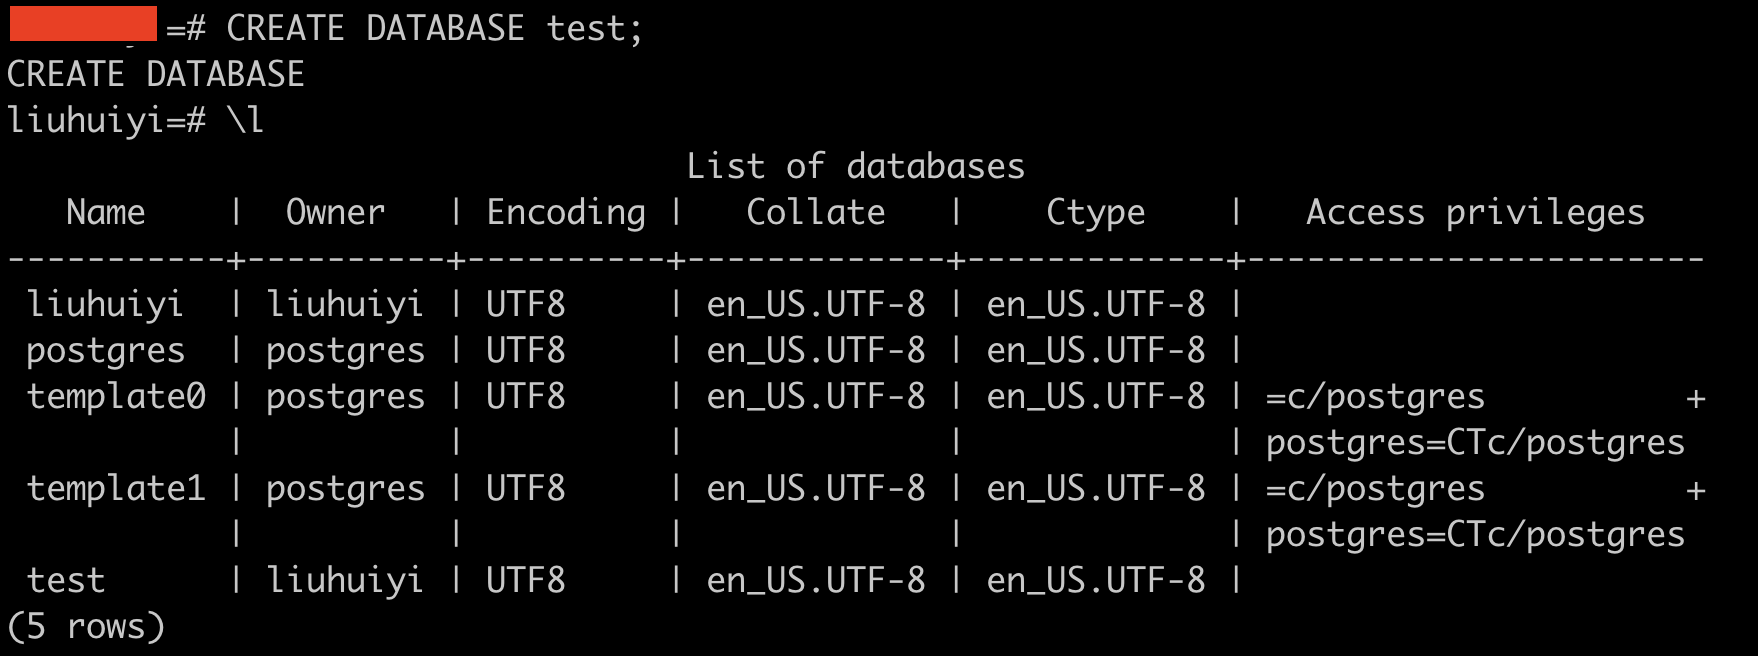 =# CREATE DATABASE test;
CREATE DATABASE
liuhuiyi=# \l
List of databases
Name | Owner | Encoding | Collate | Ctype | Access privileges
-----------+----------+----------+-------------+-------------+-----------------------
liuhuiyi | liuhuiyi | UTF8 | en_US.UTF-8 | en_US.UTF-8 |
postgres | postgres | UTF8 | en_US.UTF-8 | en_US.UTF-8 |
template0 | postgres | UTF8 | en_US.UTF-8 | en_US.UTF-8 | =c/postgres +
| | | | | postgres=CTc/postgres
template1 | postgres | UTF8 | en_US.UTF-8 | en_US.UTF-8 | =c/postgres +
| | | | | postgres=CTc/postgres
test | liuhuiyi | UTF8 | en_US.UTF-8 | en_US.UTF-8 |
(5 rows)